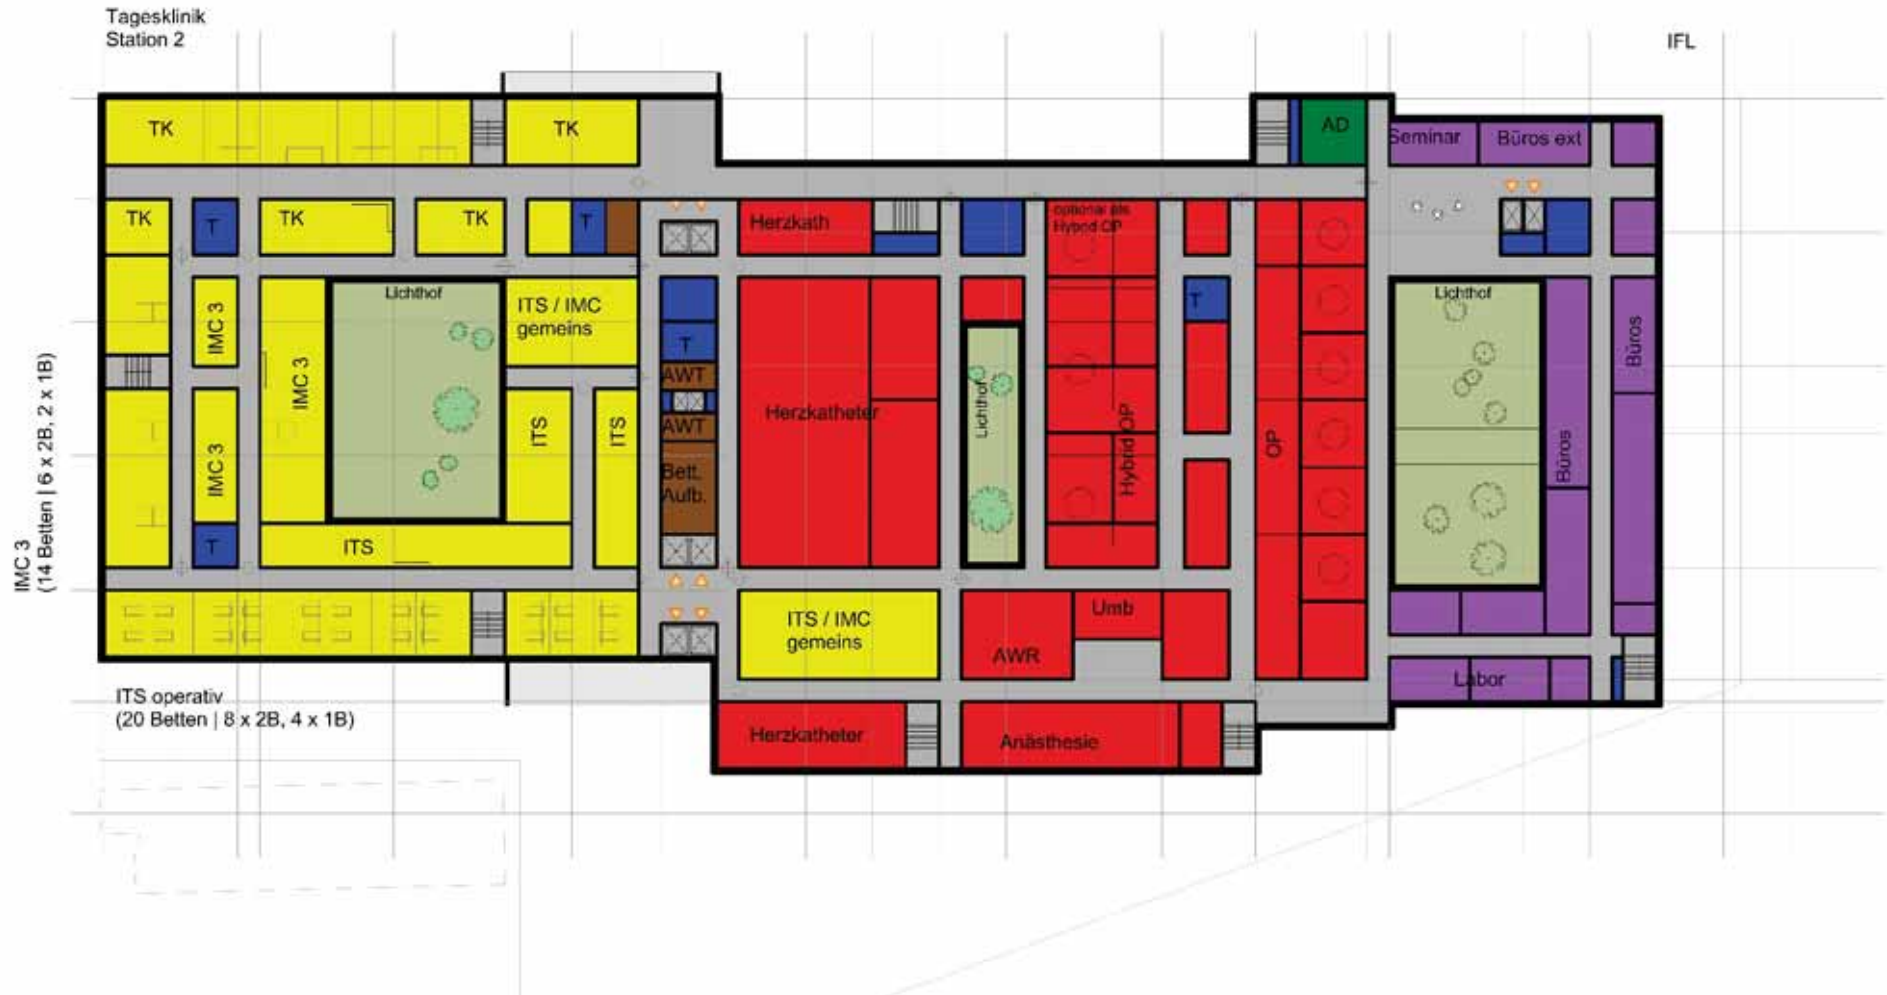 Tagesklinik
Station 2
IFL
TK
TK
AD
Seminar
Büros ext
TK
T
TK
TK
T
Herzkath
optional als
Hybrid OP
Lichthof
ITS / IMC
gemeins
T
Lichthof
IMC 3
IMC 3
T
AWT
Büros
Herzkatheter
Lichthof
AWT
IMC 3
ITS
ITS
Hybrid OP
OP
Büros
Bett.
Aufb.
T
ITS
IMC 3
(14 Betten | 6 x 2B, 2 x 1B)
ITS / IMC
gemeins
Umb
AWR
Labor
ITS operativ
(20 Betten | 8 x 2B, 4 x 1B)
Herzkatheter
Anästhesie